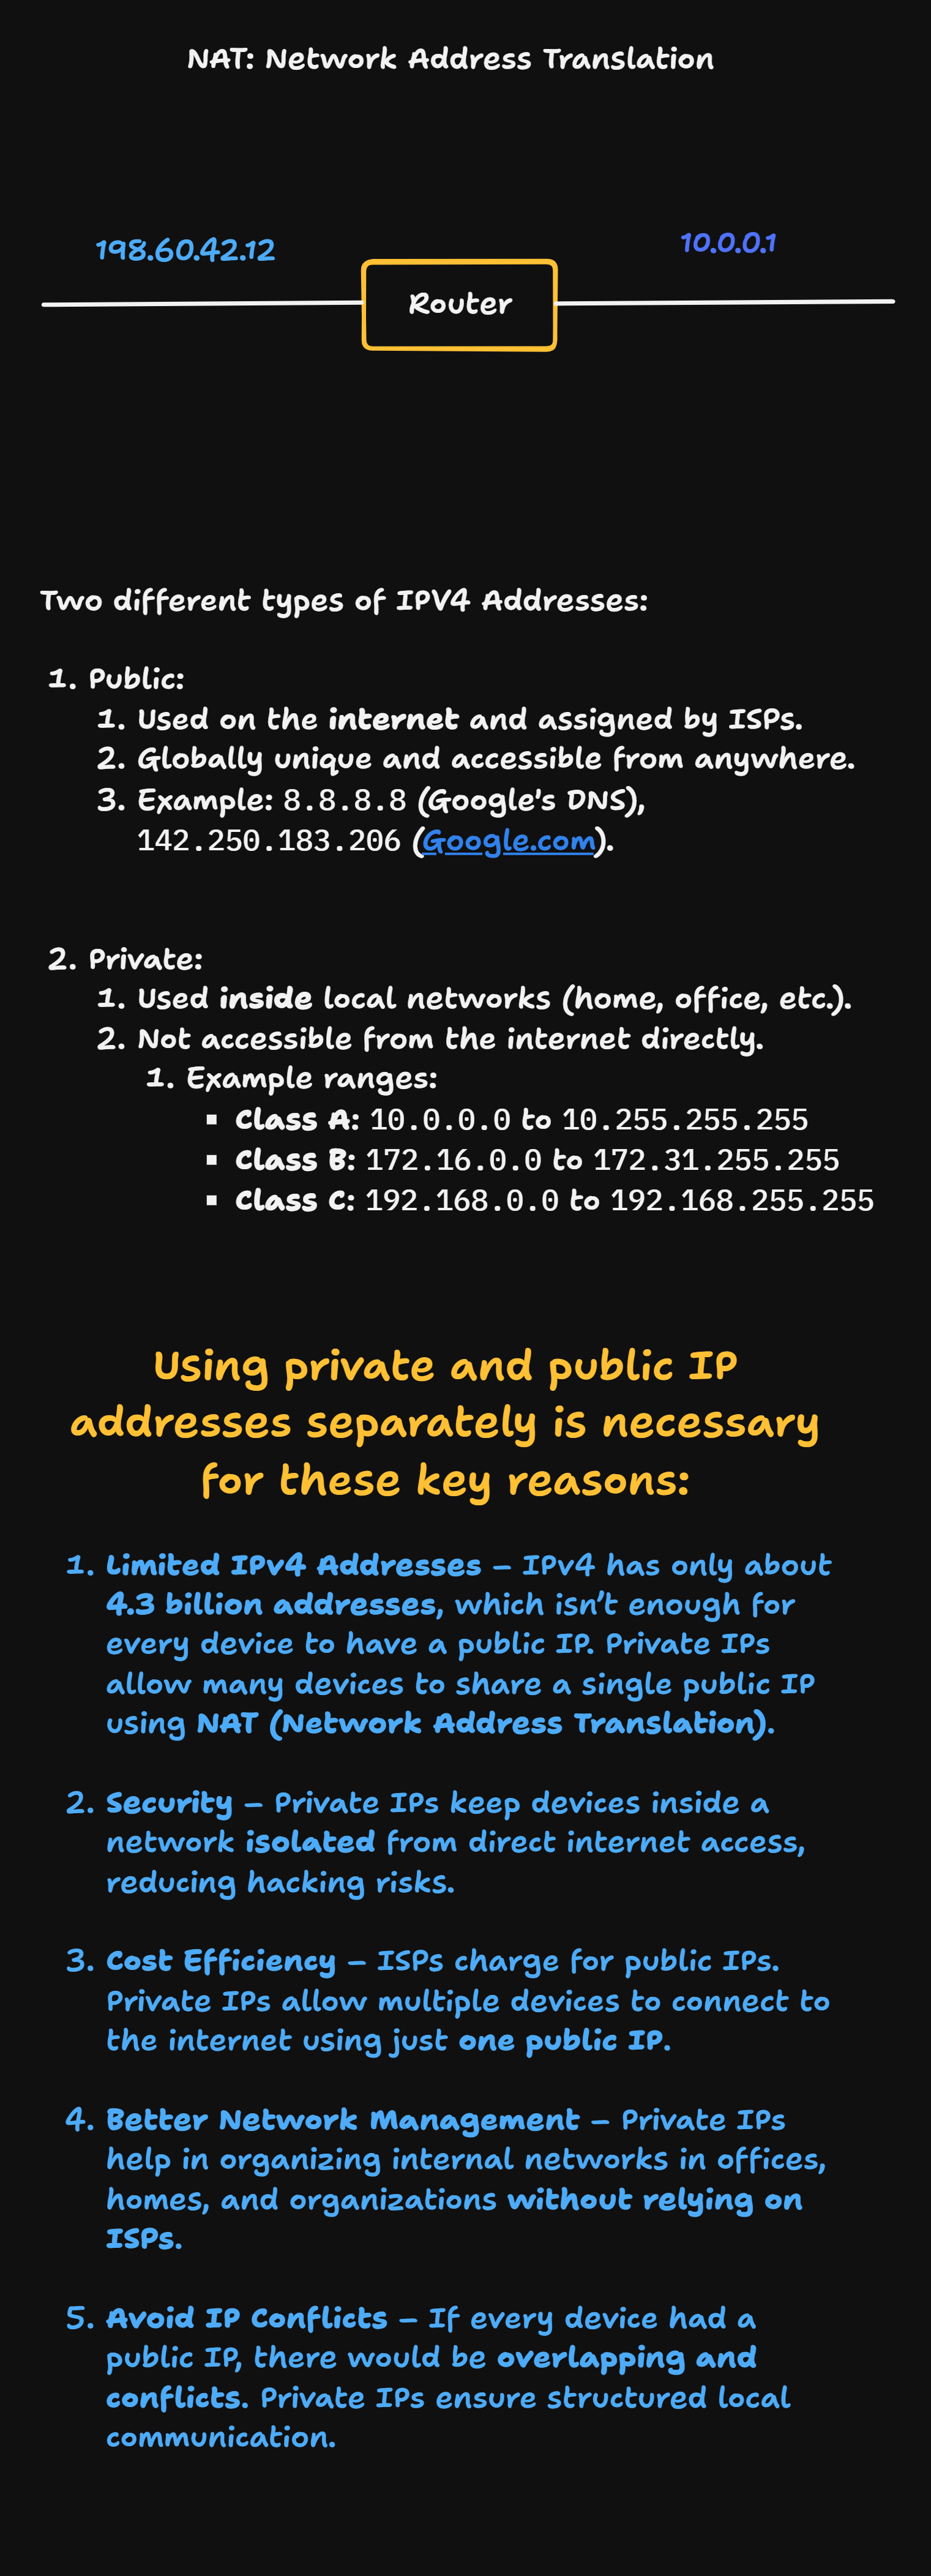 NAT: Network Address Translation
198.60.42.12
10.0.0.1
Router
Two different types of IPV4 Addresses:
1. Public:
1. Used on the internet and assigned by ISPs.
2. Globally unique and accessible from anywhere.
3. Example: 8.8.8.8 (Google's DNS),
142.250.183.206 (Google.com).
2. Private:
1. Used inside local networks (home, office, etc.).
2. Not accessible from the internet directly.
1. Example ranges:
▪ Class A: 10.0.0.0 to 10.255.255.255
▪ Class B: 172.16.0.0 to 172.31.255.255
▪ Class C: 192.168.0.0 to 192.168.255.255
Using private and public IP
addresses separately is necessary
for these key reasons:
1. Limited IPv4 Addresses – IPv4 has only about
4.3 billion addresses, which isn’t enough for
every device to have a public IP. Private IPs
allow many devices to share a single public IP
using NAT (Network Address Translation).
2. Security – Private IPs keep devices inside a
network isolated from direct internet access,
reducing hacking risks.
3. Cost Efficiency – ISPs charge for public IPs.
Private IPs allow multiple devices to connect to
the internet using just one public IP.
4. Better Network Management – Private IPs
help in organizing internal networks in offices,
homes, and organizations without relying on
ISPs.
5. Avoid IP Conflicts – If every device had a
public IP, there would be overlapping and
conflicts. Private IPs ensure structured local
communication.